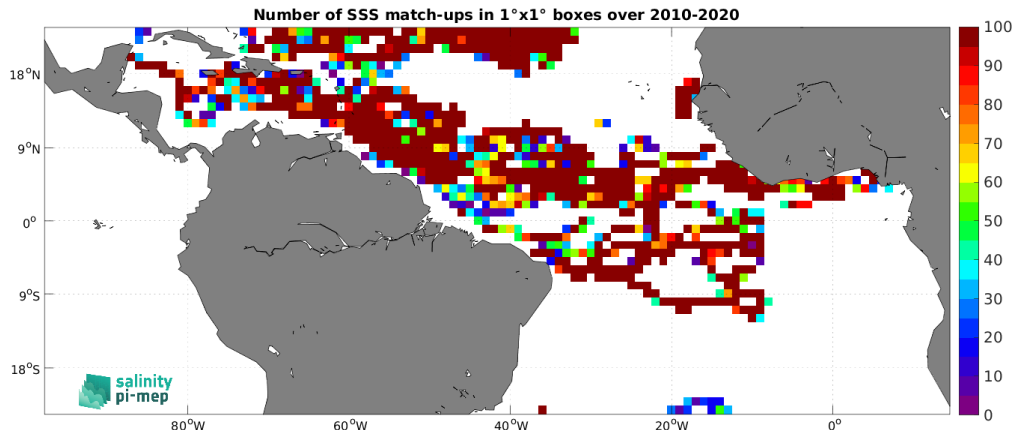 Number of SSS match-ups in 1°x1° boxes over 2010-2020
100
90
80
70
60
50
40
30
20
10
0
18°N
9°N
0°
9°S
18°S
80°W
60°W
40°W
20°W
0°
salinity
pi-mep